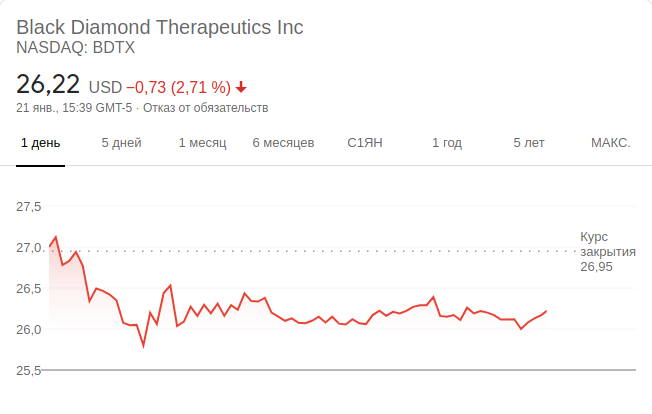 Black Diamond Therapeutics Inc
NASDAQ: BDTX
26,22 USD −0,73 (2,71 %)
21 янв., 15:39 GMT-5 · Отказ от обязательств
1 день 5 дней 1 месяц 6 месяцев С1ЯН 1 год 5 лет МАКС.
27,5
27,0
26,5
26,0
25,5
Курс
закрытия
26,95